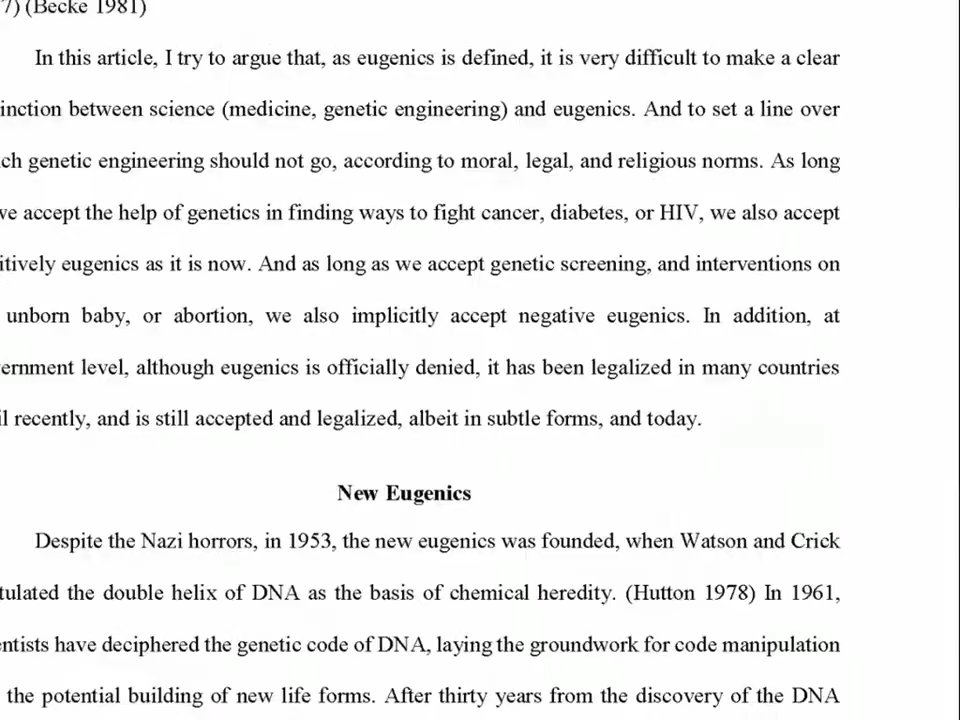 7) (Becke 1981)
In this article, I try to argue that, as eugenics is defined, it is very difficult to make a clear
inction between science (medicine, genetic engineering) and eugenics. And to set a line over
ch genetic engineering should not go, according to moral, legal, and religious norms. As long
we accept the help of genetics in finding ways to fight cancer, diabetes, or HIV, we also accept
itively eugenics as it is now. And as long as we accept genetic screening, and interventions on
unborn baby, or abortion, we also implicitly accept negative eugenics. In addition, at
ernment level, although eugenics is officially denied, it has been legalized in many countries
il recently, and is still accepted and legalized, albeit in subtle forms, and today.
New Eugenics
Despite the Nazi horrors, in 1953, the new eugenics was founded, when Watson and Crick
tulated the double helix of DNA as the basis of chemical heredity. (Hutton 1978) In 1961,
entists have deciphered the genetic code of DNA, laying the groundwork for code manipulation
the potential building of new life forms. After thirty years from the discovery of the DNA